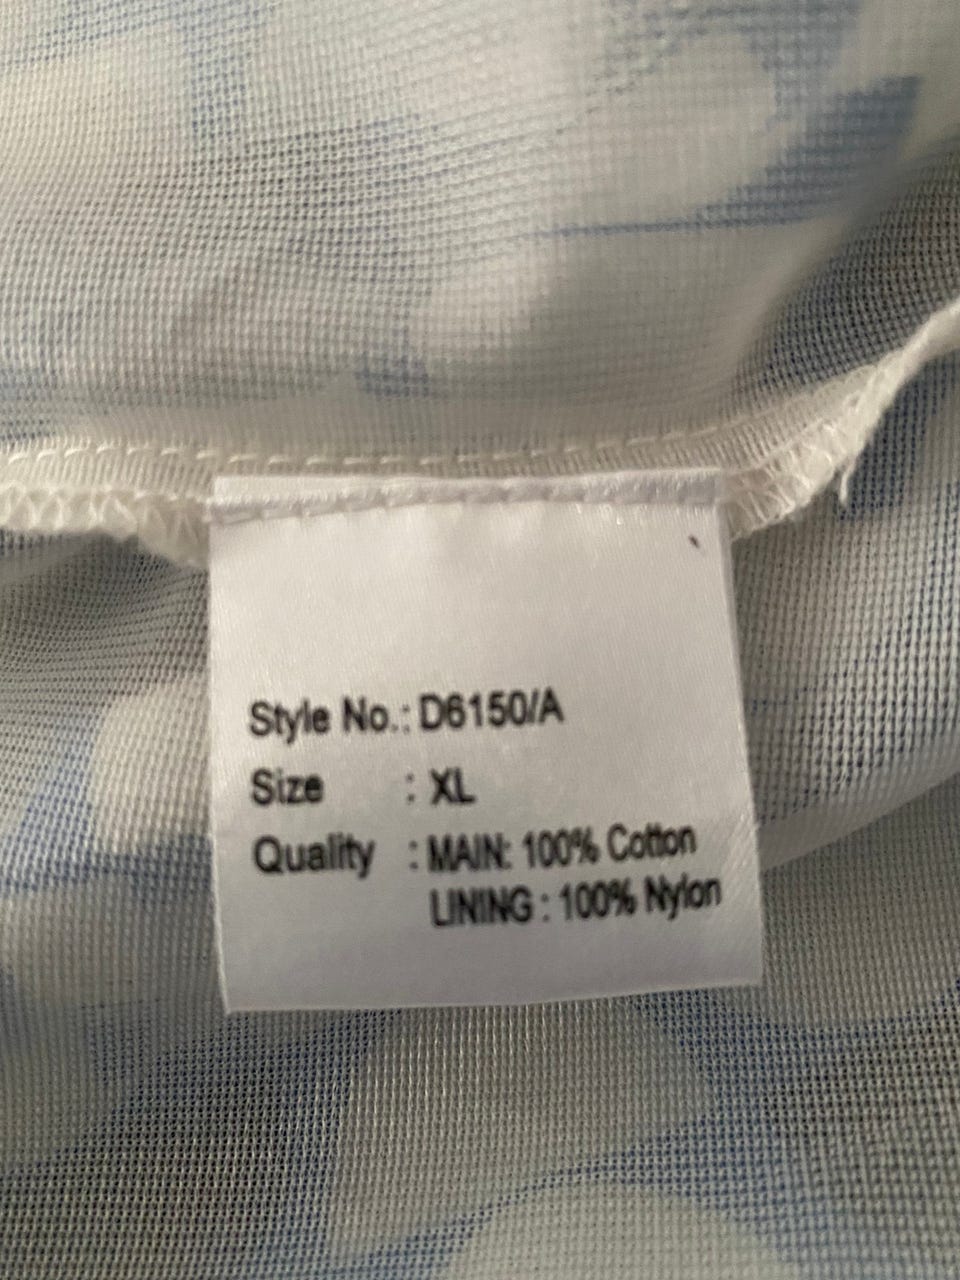 Style No.: D6150/A
Size : XL
Quality : MAIN: 100% Cotton
LINING : 100% Nylon